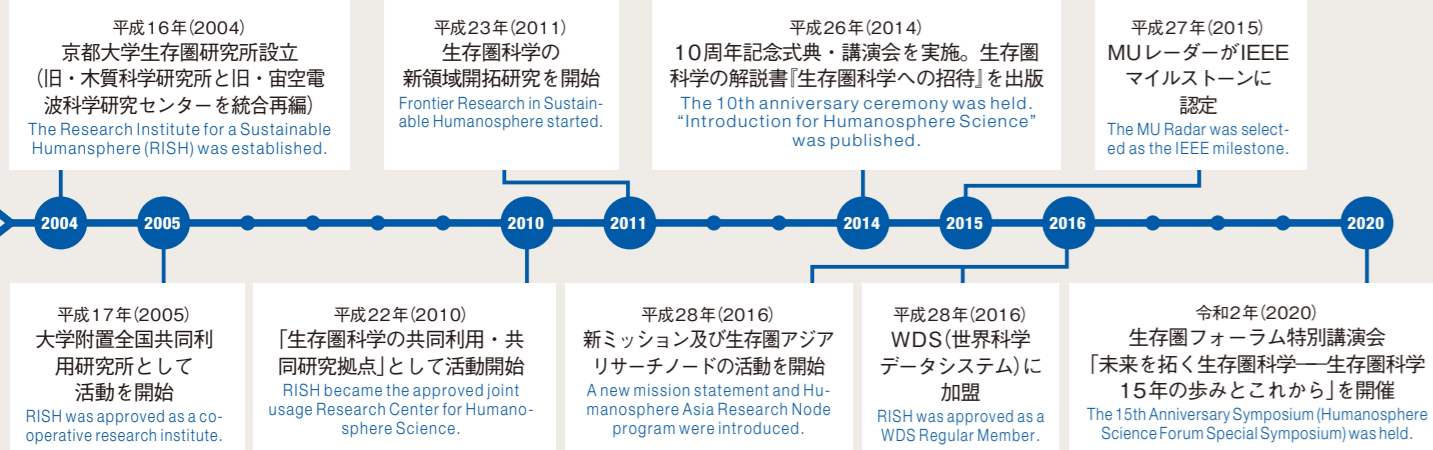 平成16年(2004)
京都大学生存圏研究所設立
(旧・木質科学研究所と旧・宙空電
波科学研究センターを統合再編)
The Research Institute for a Sustainable
Humansphere (RISH) was established.
平成23年(2011)
生存圏科学の
新領域開拓研究を開始
Frontier Research in Sustain-
able Humanosphere started.
平成26年(2014)
10周年記念式典・講演会を実施。生存圏
科学の解説書『生存圏科学への招待』を出版
The 10th anniversary ceremony was held.
“Introduction for Humanosphere Science”
was published.
平成27年(2015)
MUレーダーがIEEE
マイルストーンに
認定
The MU Radar was select-
ed as the IEEE milestone.
2004 2005 2010 2011 2014 2015 2016 2020
平成17年(2005)
大学附置全国共同利
用研究所として
活動を開始
RISH was approved as a co-
operative research institute.
平成22年(2010)
「生存圏科学の共同利用・共
同研究拠点」として活動開始
RISH became the approved joint
usage Research Center for Humano-
sphere Science.
平成28年(2016)
新ミッション及び生存圏アジア
リサーチノードの活動を開始
A new mission statement and Hu-
manosphere Asia Research Node
program were introduced.
平成28年(2016)
WDS(世界科学
データシステム)に
加盟
RISH was approved as a
WDS Regular Member.
令和2年(2020)
生存圏フォーラム特別講演会
「未来を拓く生存圏科学──生存圏科学
15年の歩みとこれから」を開催
The 15th Anniversary Symposium (Humanosphere
Science Forum Special Symposium) was held.